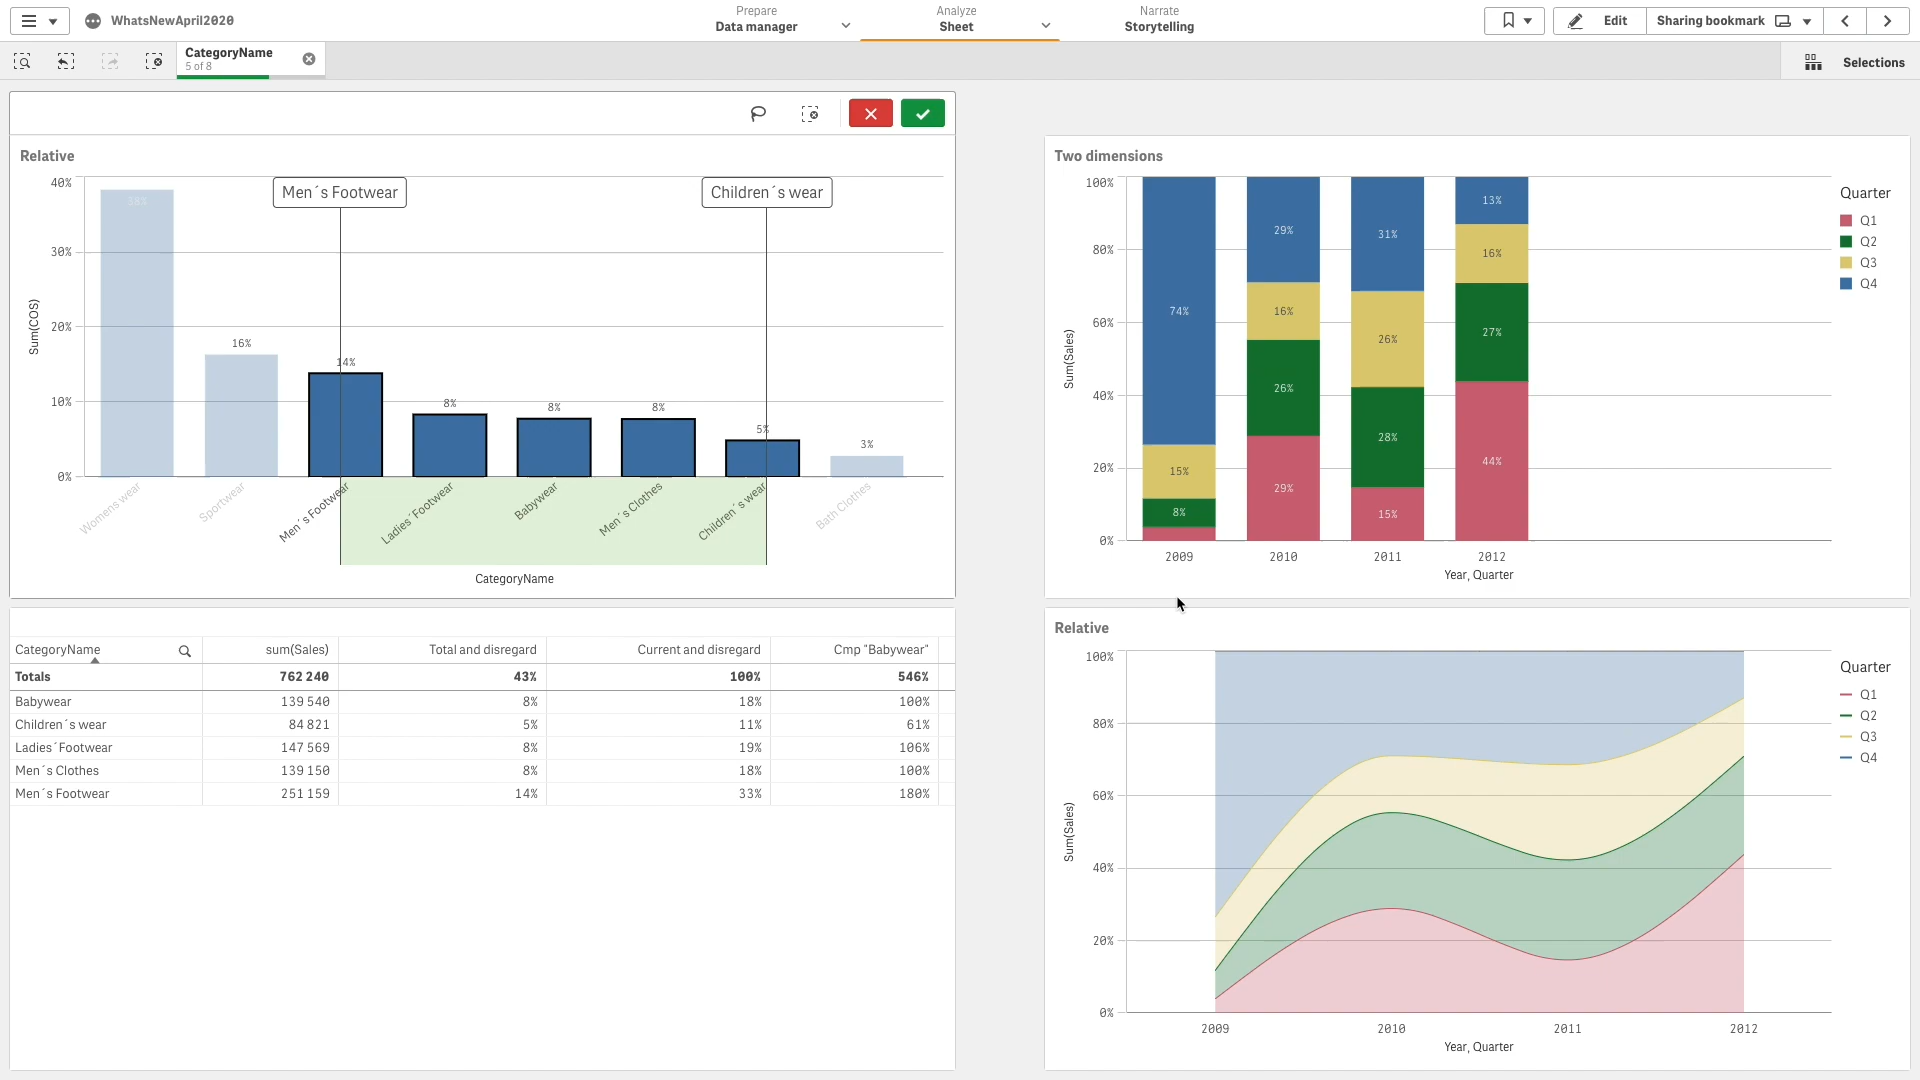 WhatsNewApril2020
Prepare
Data manager
Analyze
Sheet
Narrate
Storytelling
Edit
Sharing bookmark
CategoryName
5 of 8
Selections
Relative
Men´s Footwear
Children´s wear
40%
30%
20%
10%
0%
Sum(COS)
38%
16%
14%
8%
8%
8%
5%
3%
Womens wear
Sportwear
Men´s Footwear
Ladies´Footwear
Babywear
Men´s Clothes
Children´s wear
Bath Clothes
CategoryName
Two dimensions
100%
80%
60%
40%
20%
0%
Sum(Sales)
74%
15%
8%
29%
16%
26%
29%
31%
26%
28%
15%
13%
16%
27%
44%
2009
2010
2011
2012
Year, Quarter
Quarter
Q1
Q2
Q3
Q4
CategoryName sum(Sales) Total and disregard Current and disregard Cmp "Babywear"
Totals 762 240 43% 100% 546%
Babywear 139 540 8% 18% 100%
Children´s wear 84 821 5% 11% 61%
Ladies´Footwear 147 569 8% 19% 106%
Men´s Clothes 139 150 8% 18% 100%
Men´s Footwear 251 159 14% 33% 180%
Relative
100%
80%
60%
40%
20%
0%
Sum(Sales)
2009
2010
2011
2012
Year, Quarter
Quarter
Q1
Q2
Q3
Q4